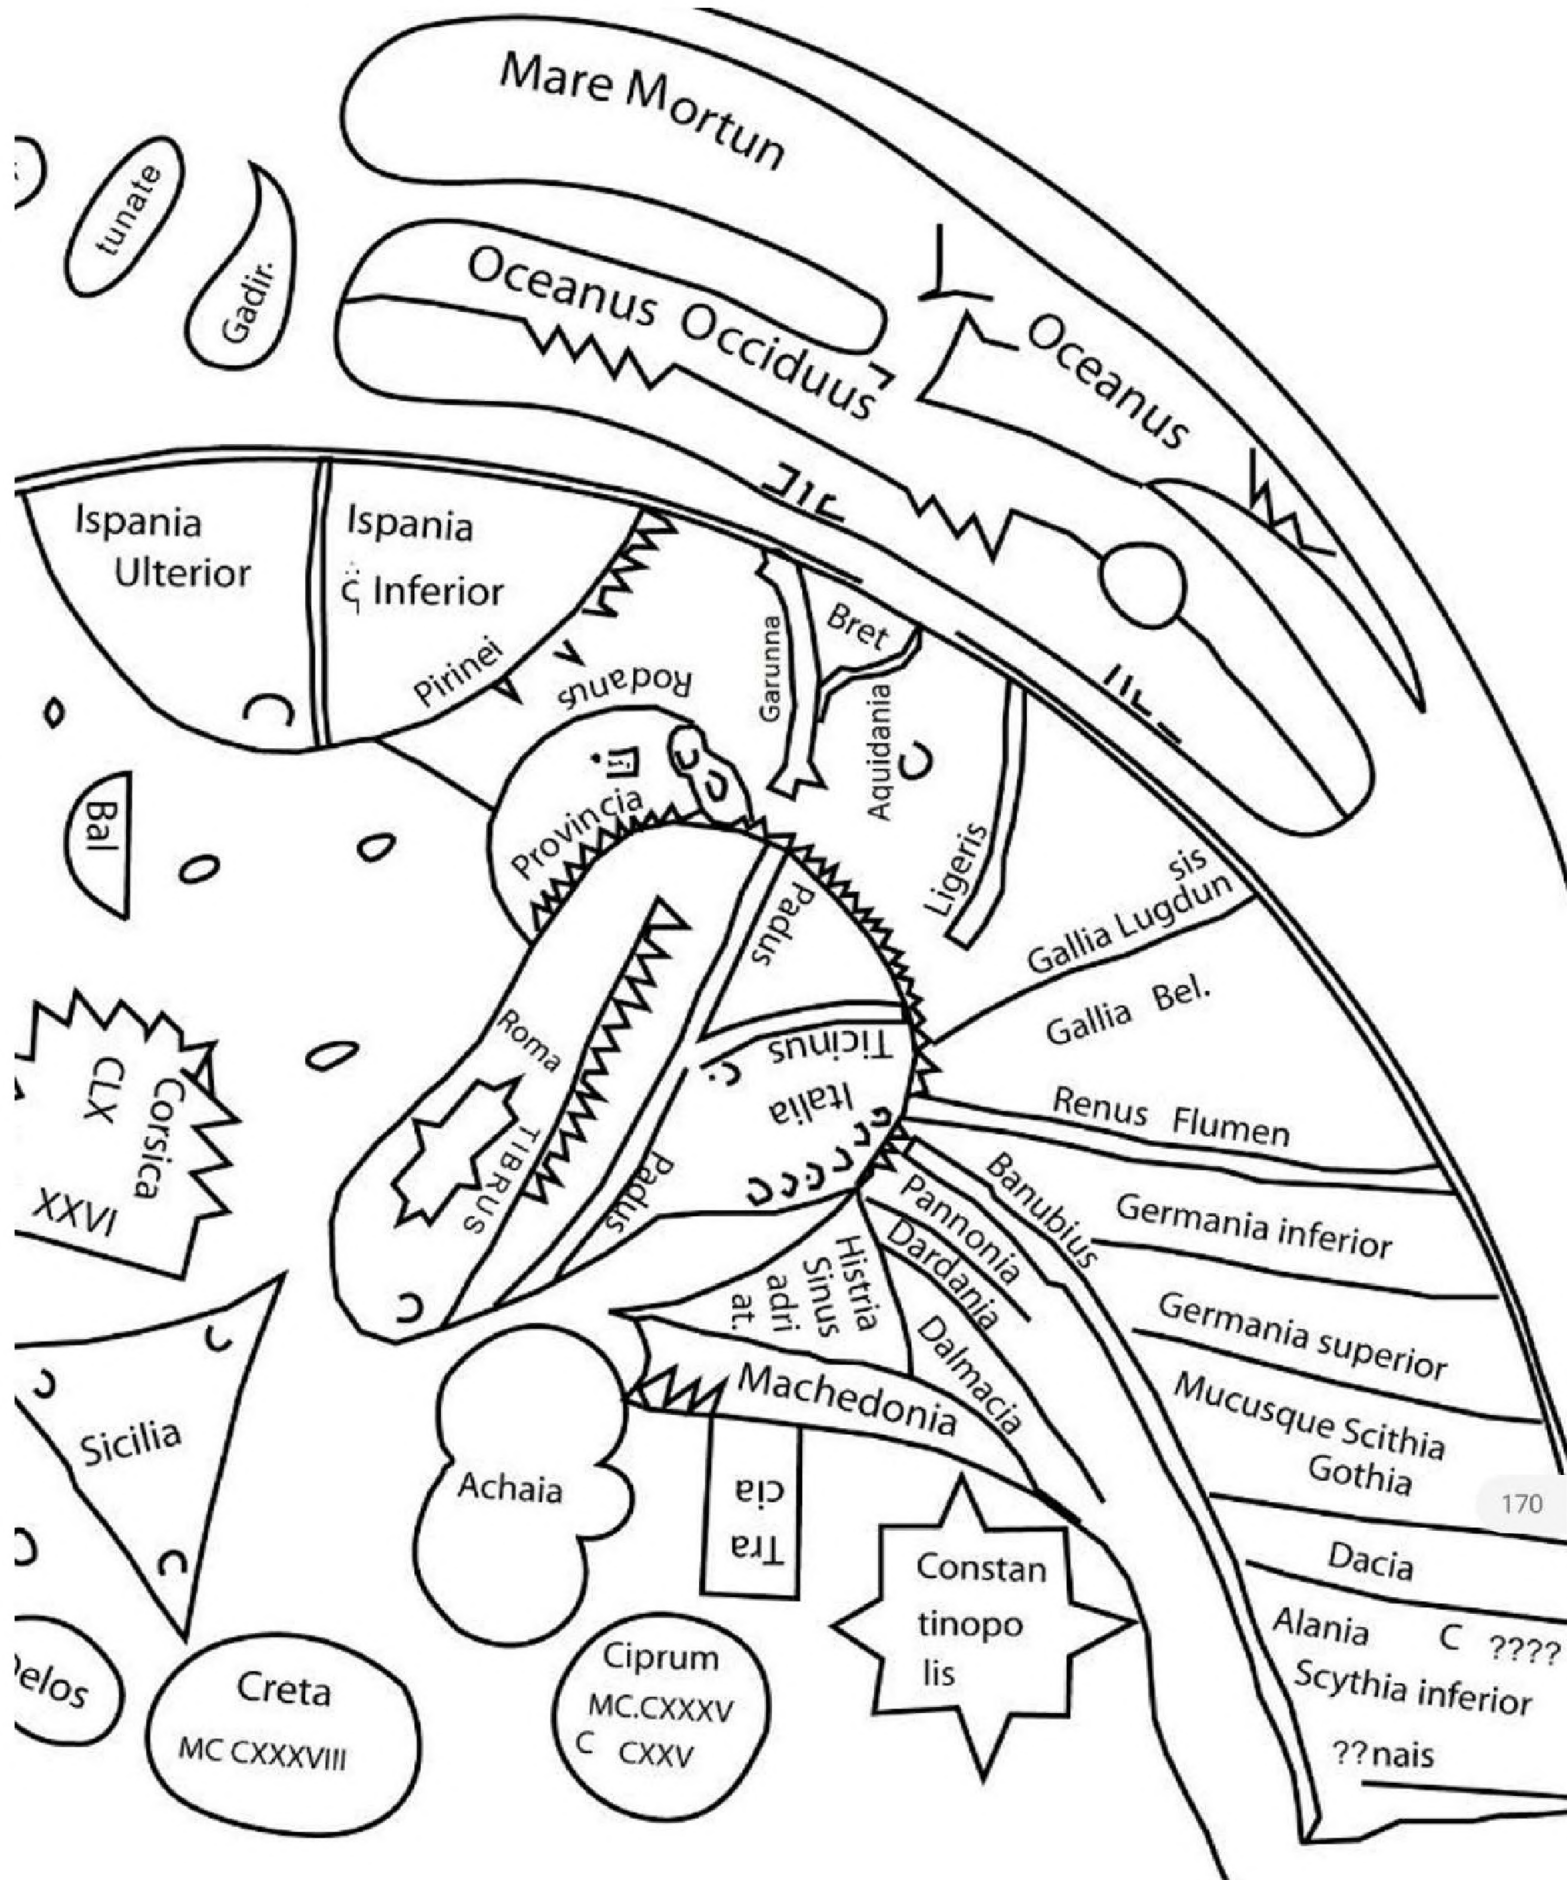 Mare Mortun
tunate
Gadir.
Oceanus Occiduus
Oceanus
Ispania
Ulterior
Ispania
Inferior
Pirinei
Rodanus
Garunna
Bret
Aquidania
Ligeris
Provincia
Bal
sis
Gallia Lugdun
Gallia Bel.
Padus
Ticinus
Italia
Roma
TIBRUS
Padus
Corsica
CLX
XXVI
Renus Flumen
Banubius
Germania inferior
Pannonia
Dardania
Germania superior
Histria
Sinus
adri
at.
Dalmacia
Machedonia
Mucusque Scithia
Gothia
170
Sicilia
Achaia
Tra
cia
Constan
tinopo
lis
Dacia
Alania C ????
Scythia inferior
??nais
elos
Creta
MC CXXXVIII
Ciprum
MC.CXXXV
C CXXV